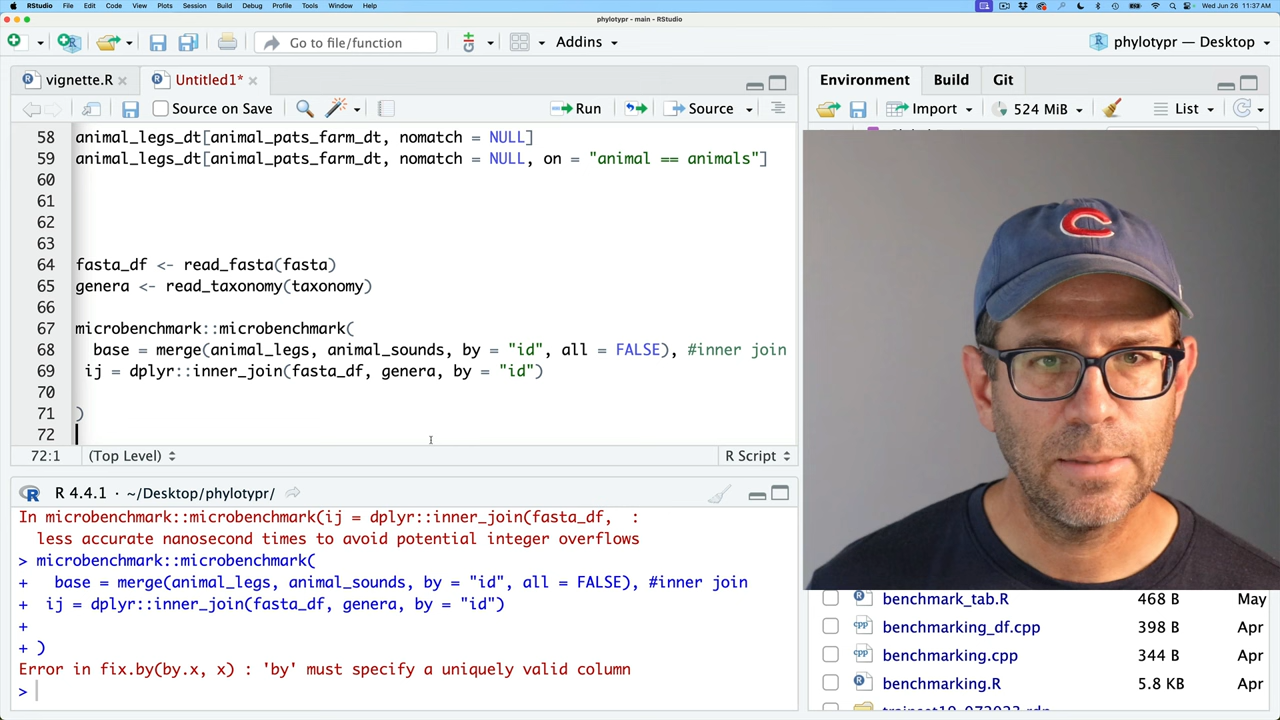 RStudio File Edit Code View Plots Session Build Debug Profile Tools Window Help Wed Jun 26 11:37 AM
phylotypr - main - RStudio
Go to file/function Addins phylotypr — Desktop
vignette.R Untitled1* Environment Build Git
Source on Save Run Source Import 524 MiB List
58 animal_legs_dt[animal_pats_farm_dt, nomatch = NULL]
59 animal_legs_dt[animal_pats_farm_dt, nomatch = NULL, on = "animal == animals"]
60
61
62
63
64 fasta_df <- read_fasta(fasta)
65 genera <- read_taxonomy(taxonomy)
66
67 microbenchmark::microbenchmark(
68 base = merge(animal_legs, animal_sounds, by = "id", all = FALSE), #inner join
69 ij = dplyr::inner_join(fasta_df, genera, by = "id")
70
71 )
72
72:1 (Top Level) R Script
R 4.4.1 · ~/Desktop/phylotypr/
In microbenchmark::microbenchmark(ij = dplyr::inner_join(fasta_df, :
less accurate nanosecond times to avoid potential integer overflows
> microbenchmark::microbenchmark(
+ base = merge(animal_legs, animal_sounds, by = "id", all = FALSE), #inner join
+ ij = dplyr::inner_join(fasta_df, genera, by = "id")
+
+ )
Error in fix.by(by.x, x) : 'by' must specify a uniquely valid column
>
C
benchmark_tab.R 468 B May
benchmarking_df.cpp 398 B Apr
benchmarking.cpp 344 B Apr
benchmarking.R 5.8 KB Apr